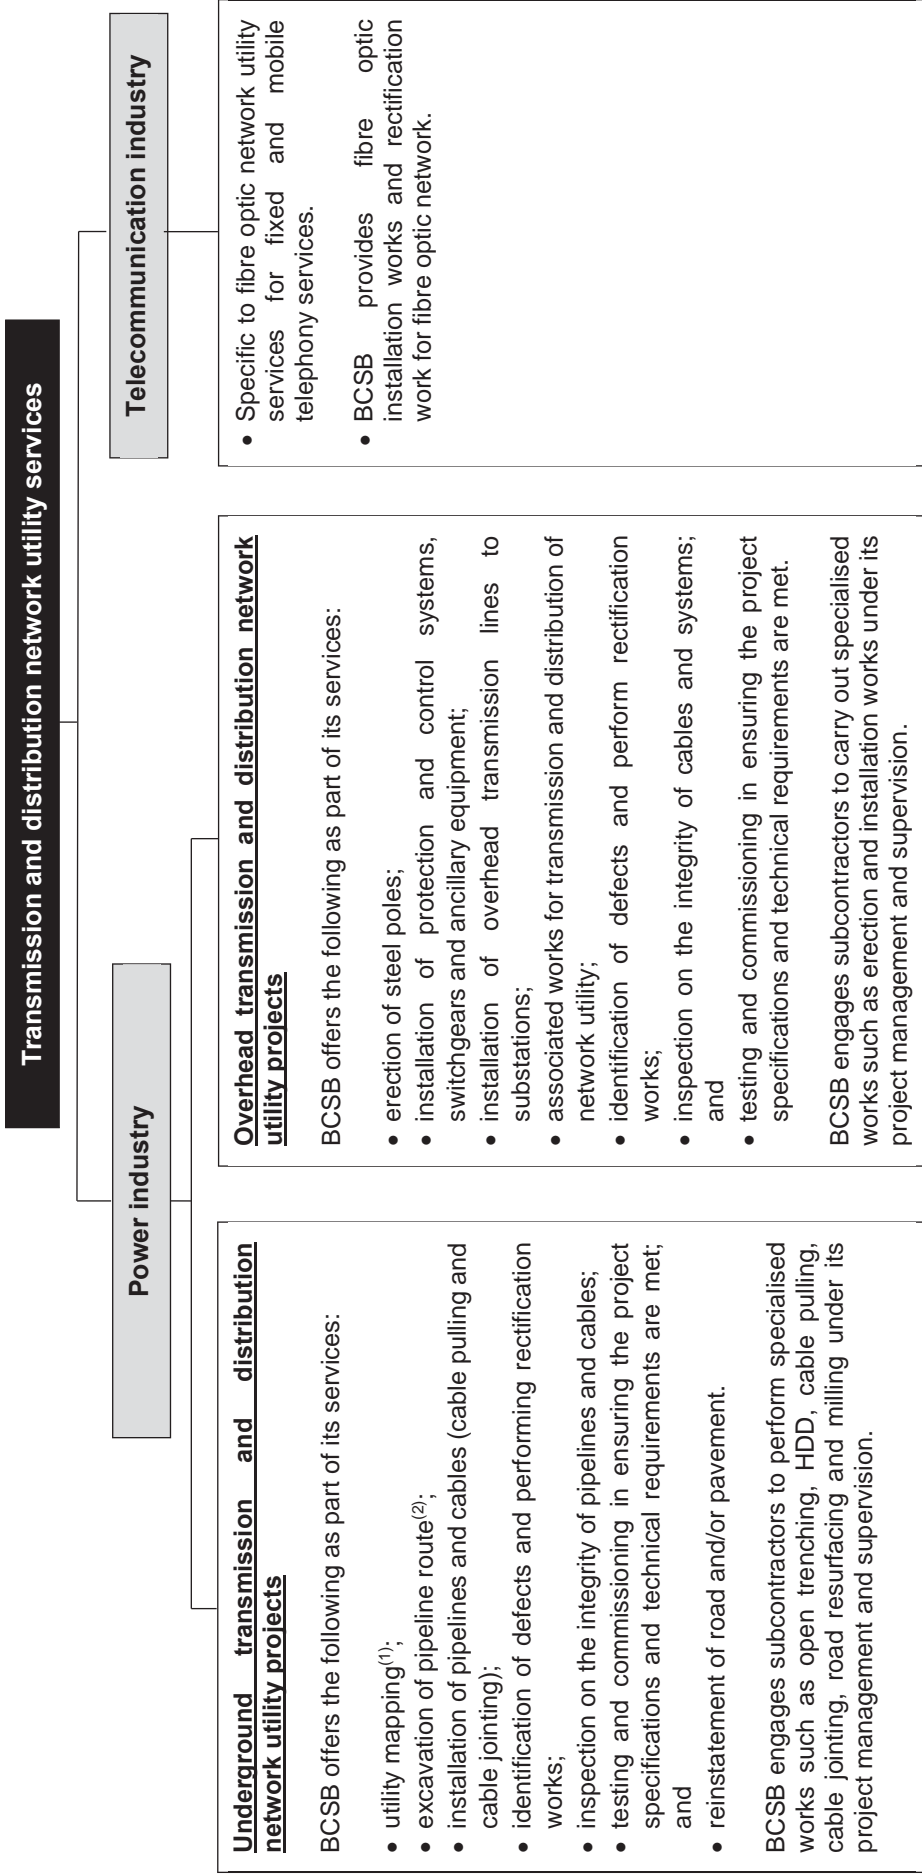 Transmission and distribution network utility services
Power industry
Underground transmission and distribution
network utility projects
BCSB offers the following as part of its services:
• utility mapping(1);
• excavation of pipeline route(2);
• installation of pipelines and cables (cable pulling and
cable jointing);
• identification of defects and performing rectification
works;
• inspection on the integrity of pipelines and cables;
• testing and commissioning in ensuring the project
specifications and technical requirements are met;
and
• reinstatement of road and/or pavement.
BCSB engages subcontractors to perform specialised
works such as open trenching, HDD, cable pulling,
cable jointing, road resurfacing and milling under its
project management and supervision.
Overhead transmission and distribution network
utility projects
BCSB offers the following as part of its services:
• erection of steel poles;
• installation of protection and control systems,
switchgears and ancillary equipment;
• installation of overhead transmission lines to
substations;
• associated works for transmission and distribution of
network utility;
• identification of defects and perform rectification
works;
• inspection on the integrity of cables and systems;
and
• testing and commissioning in ensuring the project
specifications and technical requirements are met.
BCSB engages subcontractors to carry out specialised
works such as erection and installation works under its
project management and supervision.
Telecommunication industry
• Specific to fibre optic network utility
services for fixed and mobile
telephony services.
• BCSB provides fibre optic
installation works and rectification
work for fibre optic network.